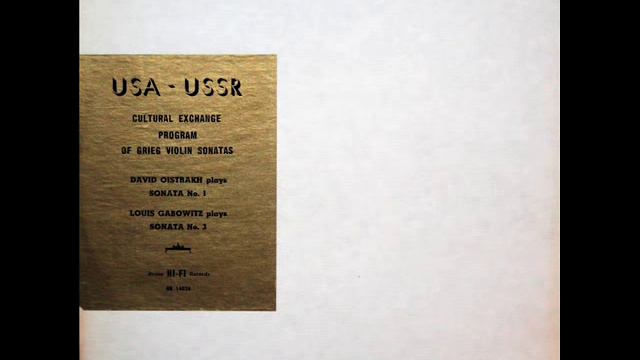 USA - USSR
CULTURAL EXCHANGE
PROGRAM
OF GRIEG VIOLIN SONATAS
DAVID OISTRAKH plays
SONATA No. 1
LOUIS GABOWITZ plays
SONATA No. 3
HI-FI Records